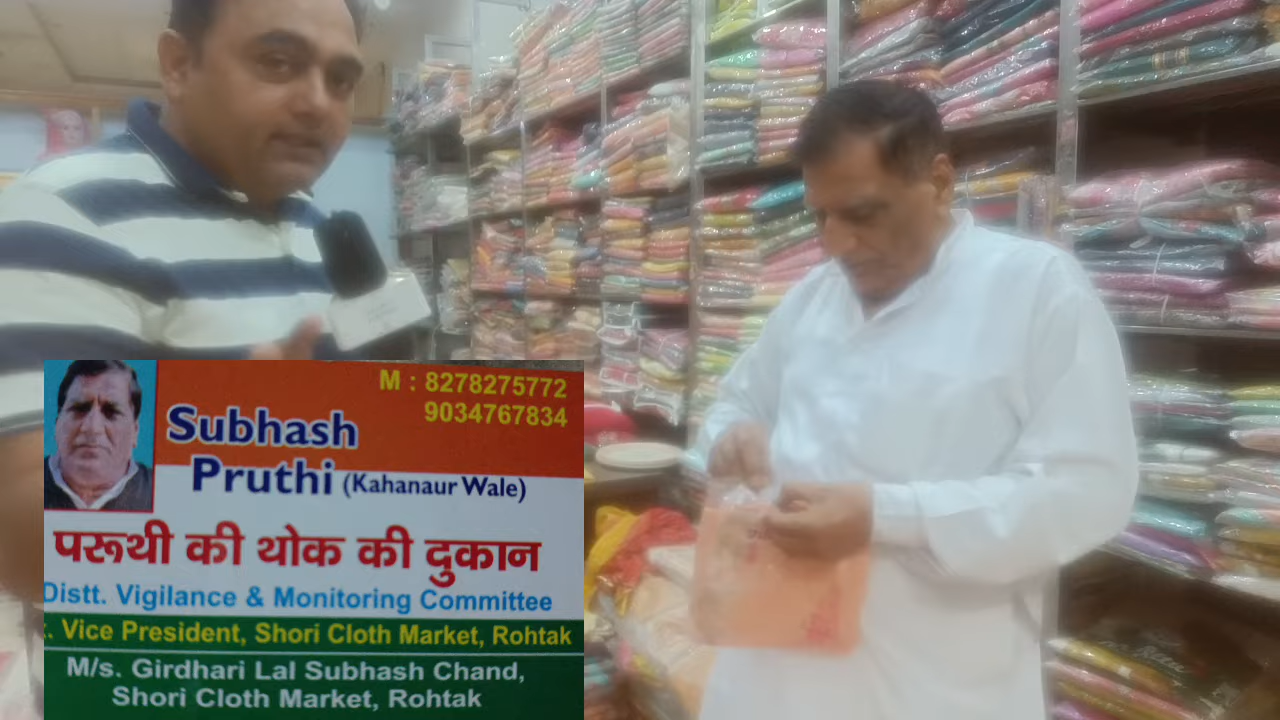 M : 8278275772
9034767834
Subhash
Pruthi (Kahanaur Wale)
परूथी की थोक की दुकान
Distt. Vigilance & Monitoring Committee
. Vice President, Shori Cloth Market, Rohtak
M/s. Girdhari Lal Subhash Chand,
Shori Cloth Market, Rohtak